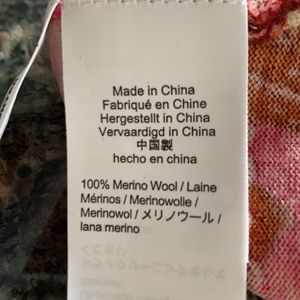 Made in China
Fabriqué en Chine
Hergestellt in China
Vervaardigd in China
中国製
hecho en china
100% Merino Wool / Laine
Mérinos / Merinowolle /
Merinowol / メリノウール /
lana merino